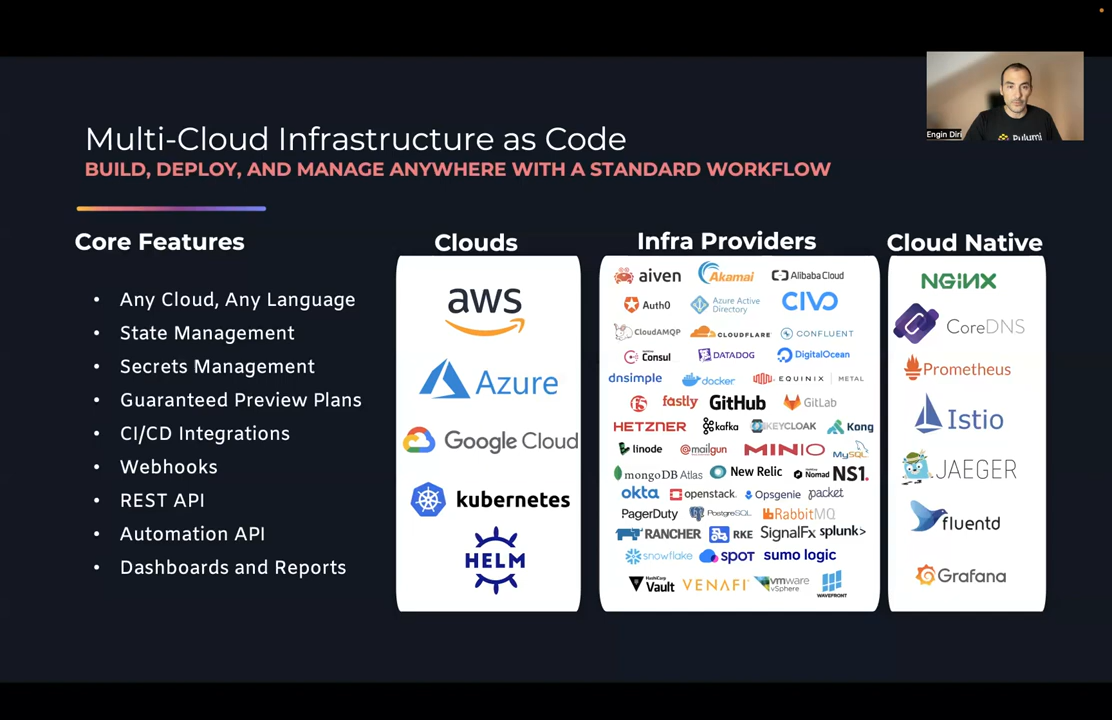 Engin Diri
Pulumi
Multi-Cloud Infrastructure as Code
BUILD, DEPLOY, AND MANAGE ANYWHERE WITH A STANDARD WORKFLOW
Core Features
• Any Cloud, Any Language
• State Management
• Secrets Management
• Guaranteed Preview Plans
• CI/CD Integrations
• Webhooks
• REST API
• Automation API
• Dashboards and Reports
Clouds
aws
Azure
Google Cloud
kubernetes
HELM
Infra Providers
aiven Akamai Alibaba Cloud
Auth0 Azure Active Directory CIVO
CloudAMQP CLOUDFLARE CONFLUENT
HashiCorp Consul DATADOG DigitalOcean
dnsimple docker EQUINIX METAL
f5 fastly GitHub GitLab
HETZNER kafka KEYCLOAK Kong
linode @mailgun MINIO MySQL
mongoDB Atlas New Relic HashiCorp Nomad NS1.
okta openstack. Opsgenie packet
PagerDuty PostgreSQL RabbitMQ
RANCHER RKE SignalFx splunk>
snowflake spot sumo logic
HashiCorp Vault VENAFI vmware vSphere WAVEFRONT
Cloud Native
NGINX
CoreDNS
Prometheus
Istio
JAEGER
fluentd
Grafana